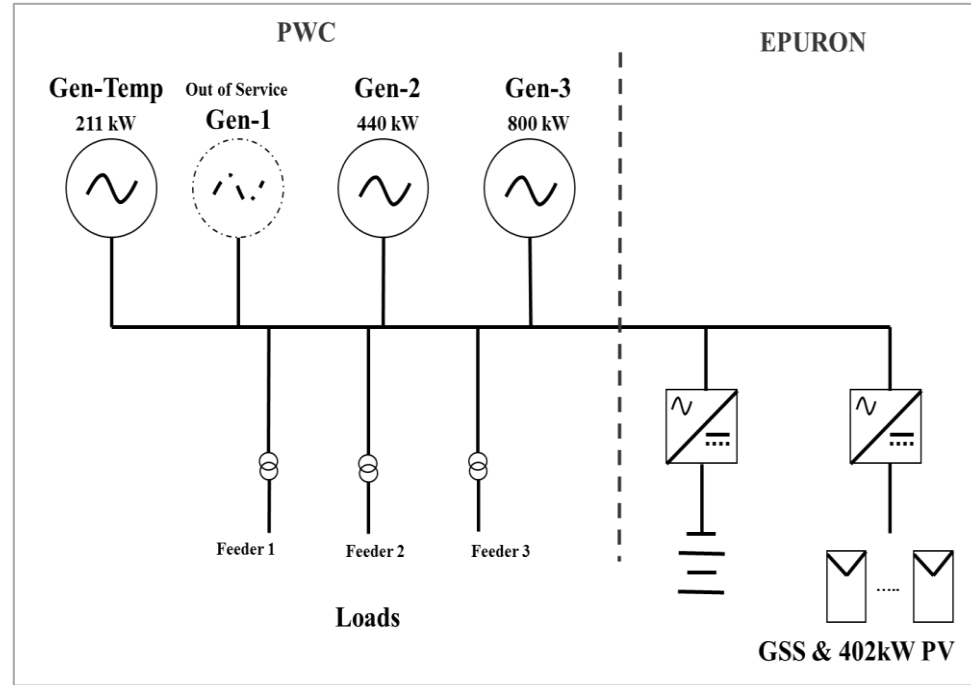 PWC
EPURON
Gen-Temp
211 kW
Out of Service
Gen-1
Gen-2
440 kW
Gen-3
800 kW
Feeder 1
Feeder 2
Feeder 3
Loads
GSS & 402kW PV